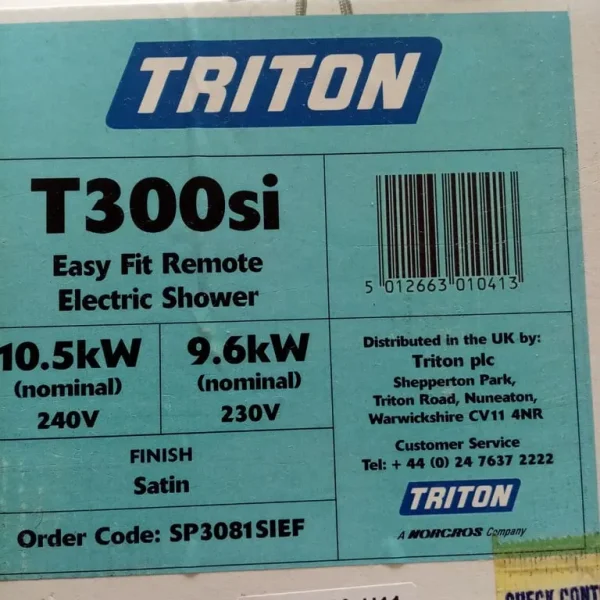 TRITON
T300si
Easy Fit Remote
Electric Shower
5 012663 010413
10.5kW
(nominal)
240V
9.6kW
(nominal)
230V
FINISH
Satin
Order Code: SP3081SIEF
Distributed in the UK by:
Triton plc
Shepperton Park,
Triton Road, Nuneaton,
Warwickshire CV11 4NR
Customer Service
Tel: + 44 (0) 24 7637 2222
TRITON
A NORCROS Company
CHECK CONT